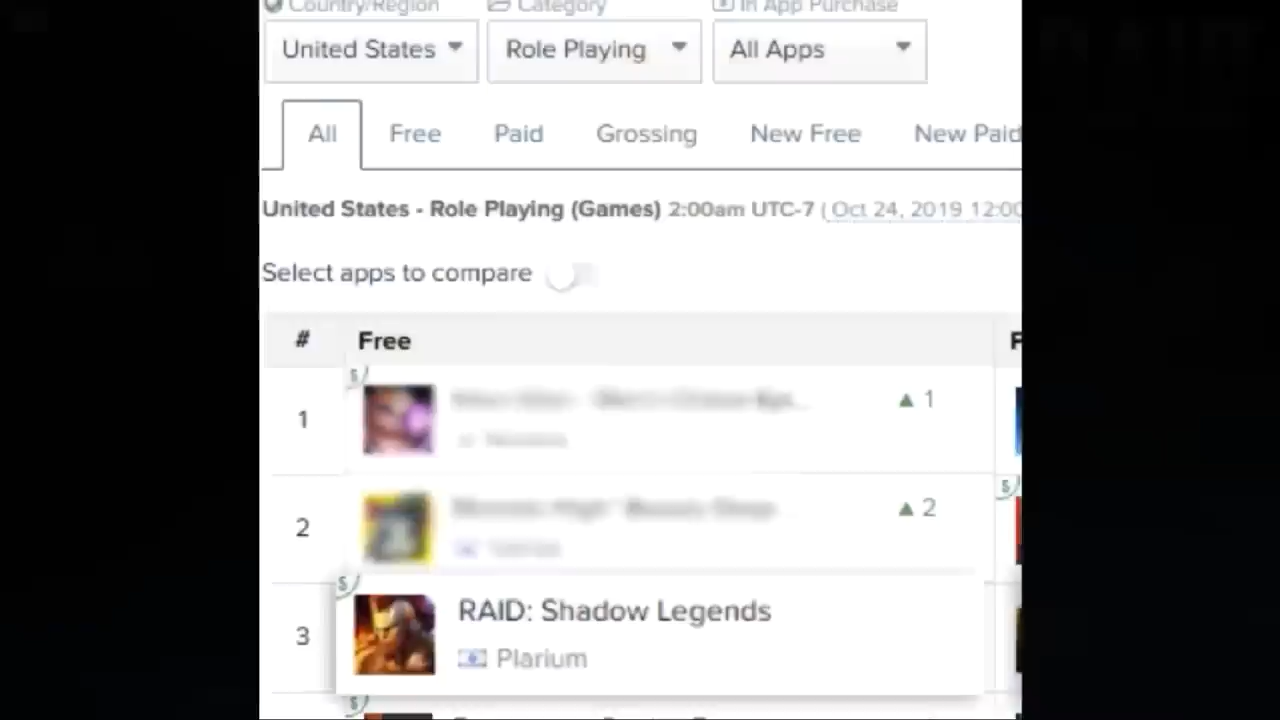 Country/Region Category In App Purchase
United States Role Playing All Apps
All Free Paid Grossing New Free New Paid
United States - Role Playing (Games) 2:00am UTC-7 ( Oct 24, 2019 12:00
Select apps to compare
# Free F
$
1 1
$
2 2
$
3 RAID: Shadow Legends
Plarium
$